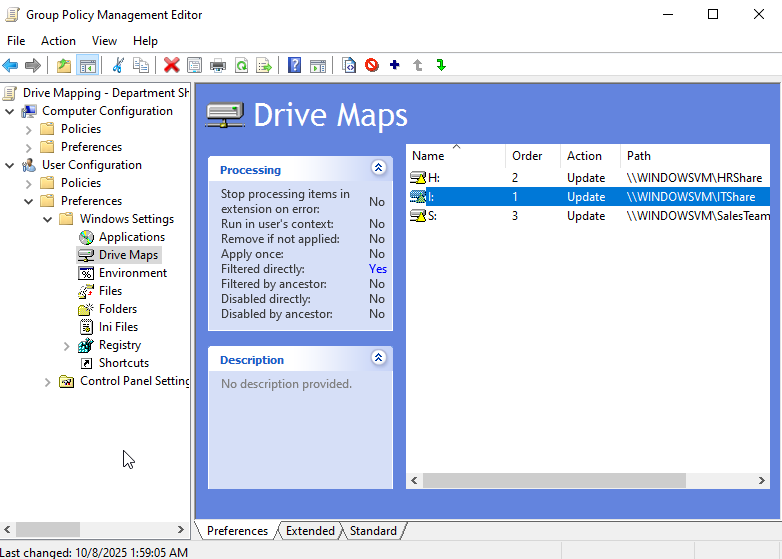 Group Policy Management Editor
File Action View Help
Drive Mapping - Department Sh
Computer Configuration
Policies
Preferences
User Configuration
Policies
Preferences
Windows Settings
Applications
Drive Maps
Environment
Files
Folders
Ini Files
Registry
Shortcuts
Control Panel Setting
Drive Maps
Processing
Stop processing items in extension on error: No
Run in user's context: No
Remove if not applied: No
Apply once: No
Filtered directly: Yes
Filtered by ancestor: No
Disabled directly: No
Disabled by ancestor: No
Description
No description provided.
Name Order Action Path
H: 2 Update \\WINDOWSVM\HRShare
I: 1 Update \\WINDOWSVM\ITShare
S: 3 Update \\WINDOWSVM\SalesTeam
Preferences Extended Standard
Last changed: 10/8/2025 1:59:05 AM